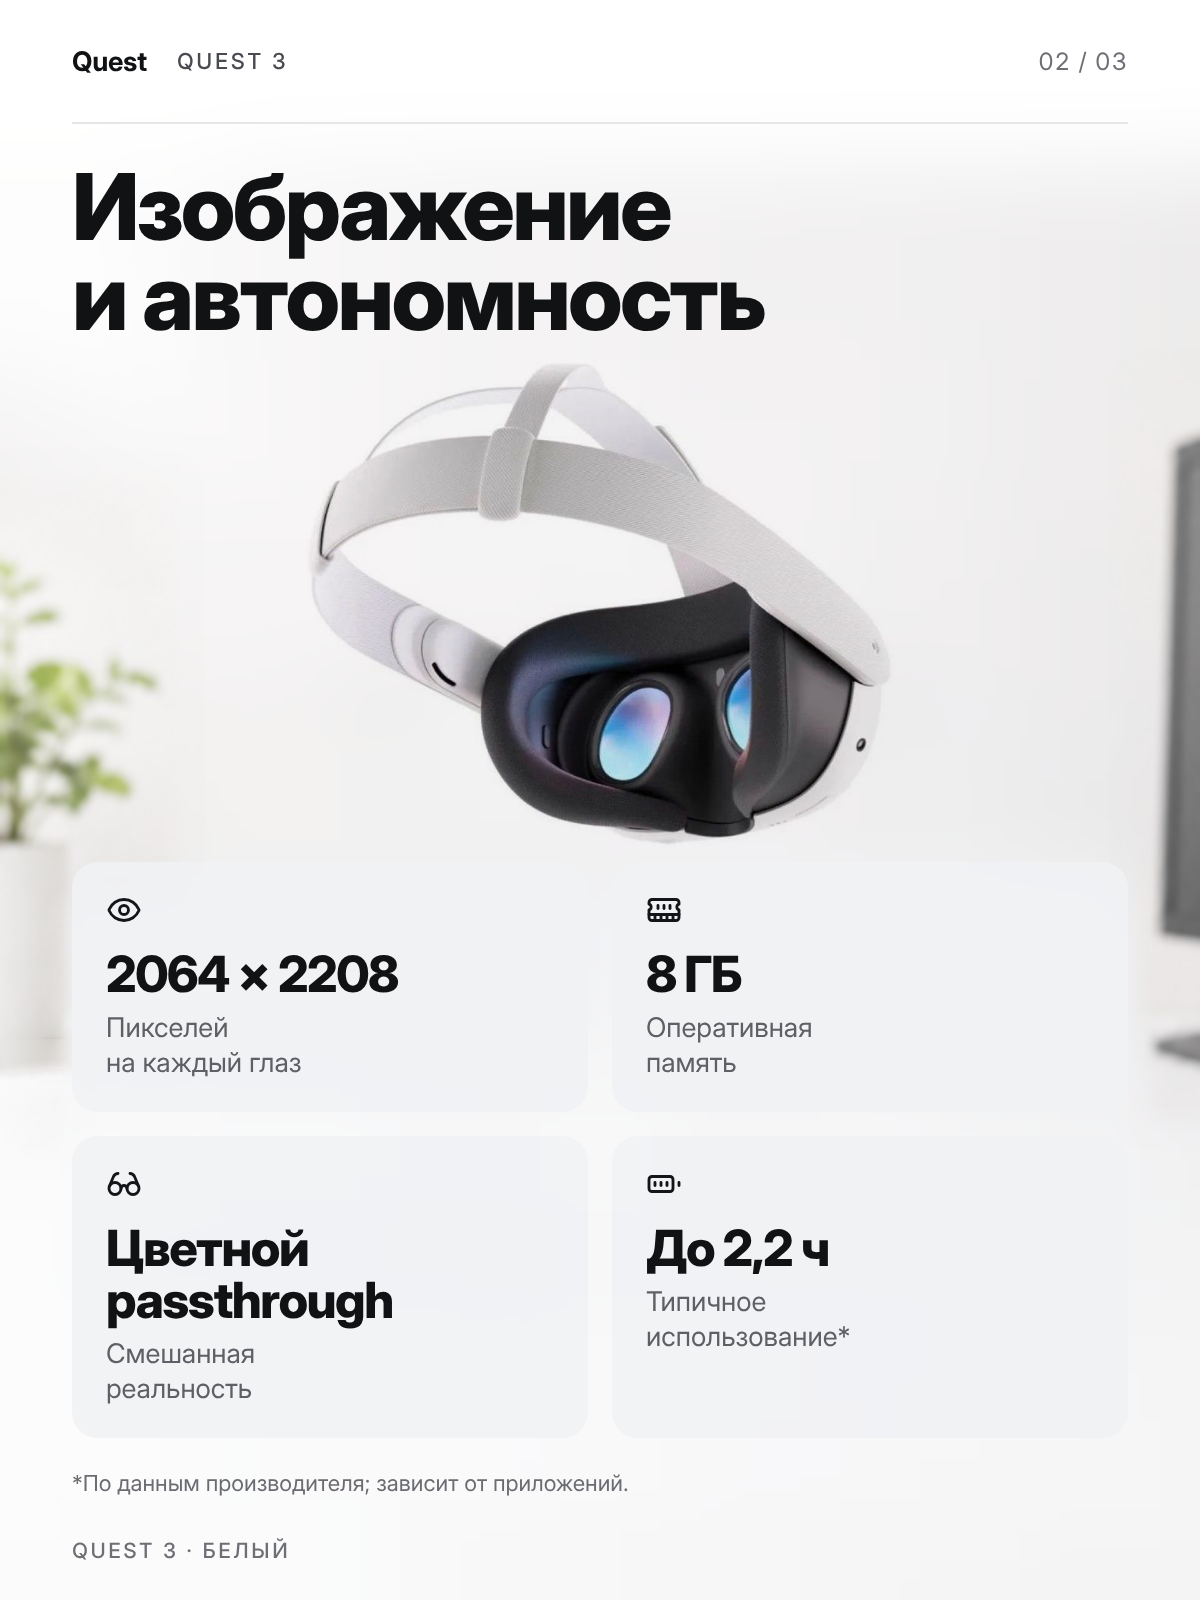 Quest QUEST 3 02 / 03
Изображение
и автономность
2064 × 2208
Пикселей
на каждый глаз
8 ГБ
Оперативная
память
Цветной
passthrough
Смешанная
реальность
До 2,2 ч
Типичное
использование*
*По данным производителя; зависит от приложений.
QUEST 3 · БЕЛЫЙ